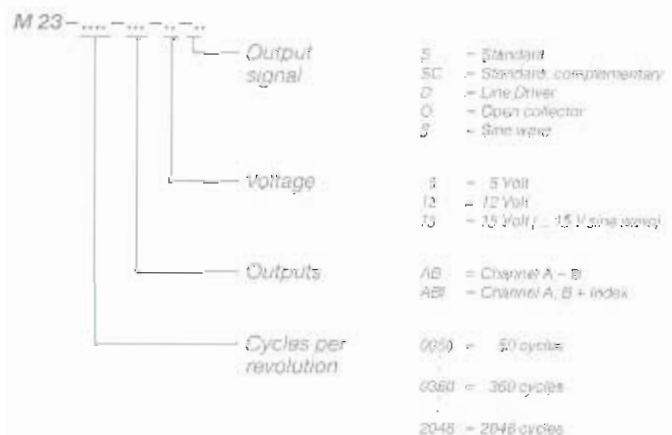 M 23-....-...-..-..
Output
signal
S = Standard
SC = Standard, complementary
D = Line Driver
O = Open collector
S = Sine wave
Voltage
5 = 5 Volt
12 = 12 Volt
15 = 15 Volt ( 15 V sine wave)
Outputs
AB = Channel A - B
ABI = Channel A, B + Index
Cycles per
revolution
0050 = 50 cycles
0360 = 360 cycles
2048 = 2048 cycles